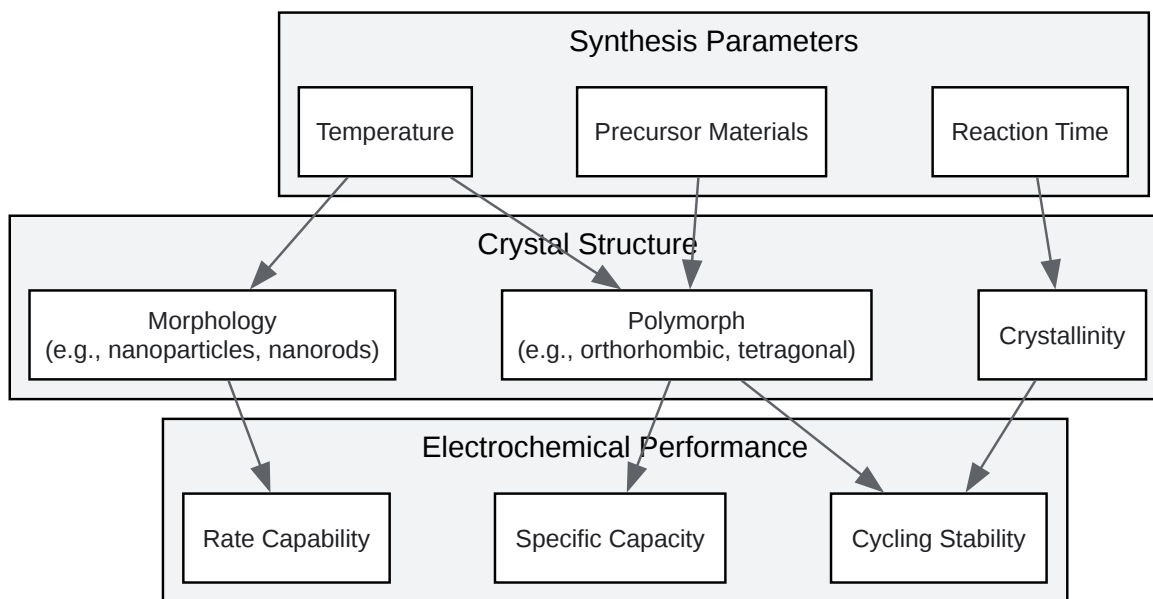 Synthesis Parameters
Temperature
Precursor Materials
Reaction Time
Crystal Structure
Morphology
(e.g., nanoparticles, nanorods)
Polymorph
(e.g., orthorhombic, tetragonal)
Crystallinity
Electrochemical Performance
Rate Capability
Specific Capacity
Cycling Stability